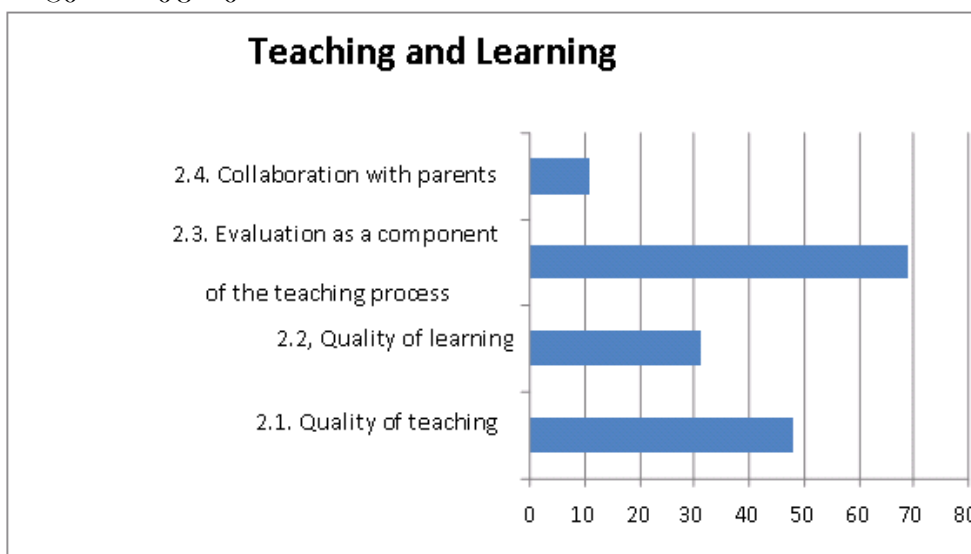 Teaching and Learning
2.4. Collaboration with parents
2.3. Evaluation as a component
of the teaching process
2.2, Quality of learning
2.1. Quality of teaching
0 10 20 30 40 50 60 70 80